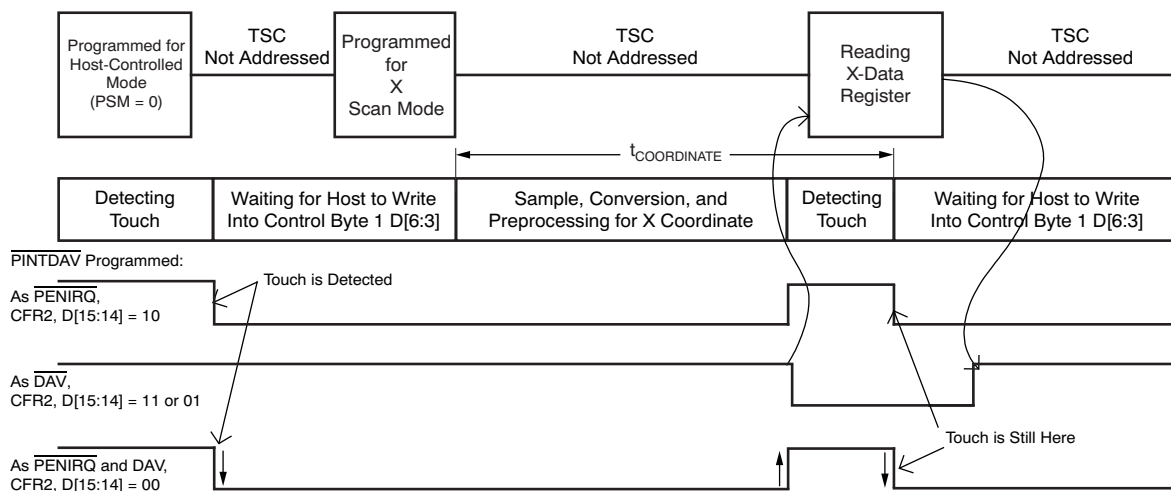 Programmed for
Host-Controlled
Mode
(PSM = 0)
TSC
Not Addressed
Programmed
for
X
Scan Mode
TSC
Not Addressed
Reading
X-Data
Register
TSC
Not Addressed
tCOORDINATE
Detecting
Touch
Waiting for Host to Write
Into Control Byte 1 D[6:3]
Sample, Conversion, and
Preprocessing for X Coordinate
Detecting
Touch
Waiting for Host to Write
Into Control Byte 1 D[6:3]
PINTDAV Programmed:
Touch is Detected
As PENIRQ,
CFR2, D[15:14] = 10
As DAV,
CFR2, D[15:14] = 11 or 01
Touch is Still Here
As PENIRQ and DAV,
CFR2, D[15:14] = 00